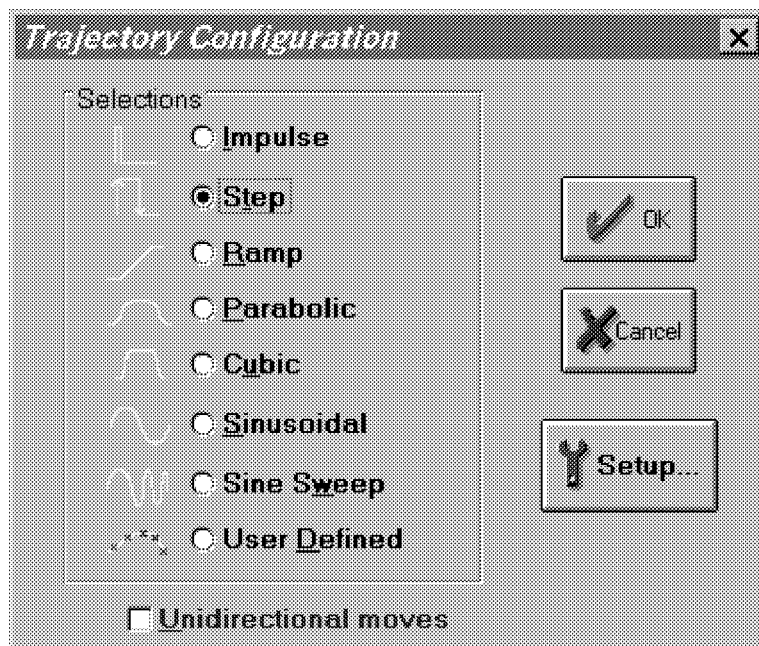 Trajectory Configuration
Selections
Impulse
Step
Ramp
Parabolic
Cubic
Sinusoidal
Sine Sweep
User Defined
OK
Cancel
Setup...
Unidirectional moves